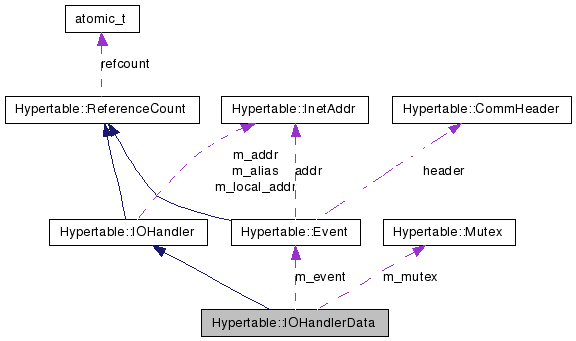 atomic_t
refcount
Hypertable::ReferenceCount
Hypertable::InetAddr
Hypertable::CommHeader
m_addr
m_alias
m_local_addr
addr
header
Hypertable::IOHandler
Hypertable::Event
Hypertable::Mutex
m_event
m_mutex
Hypertable::IOHandlerData